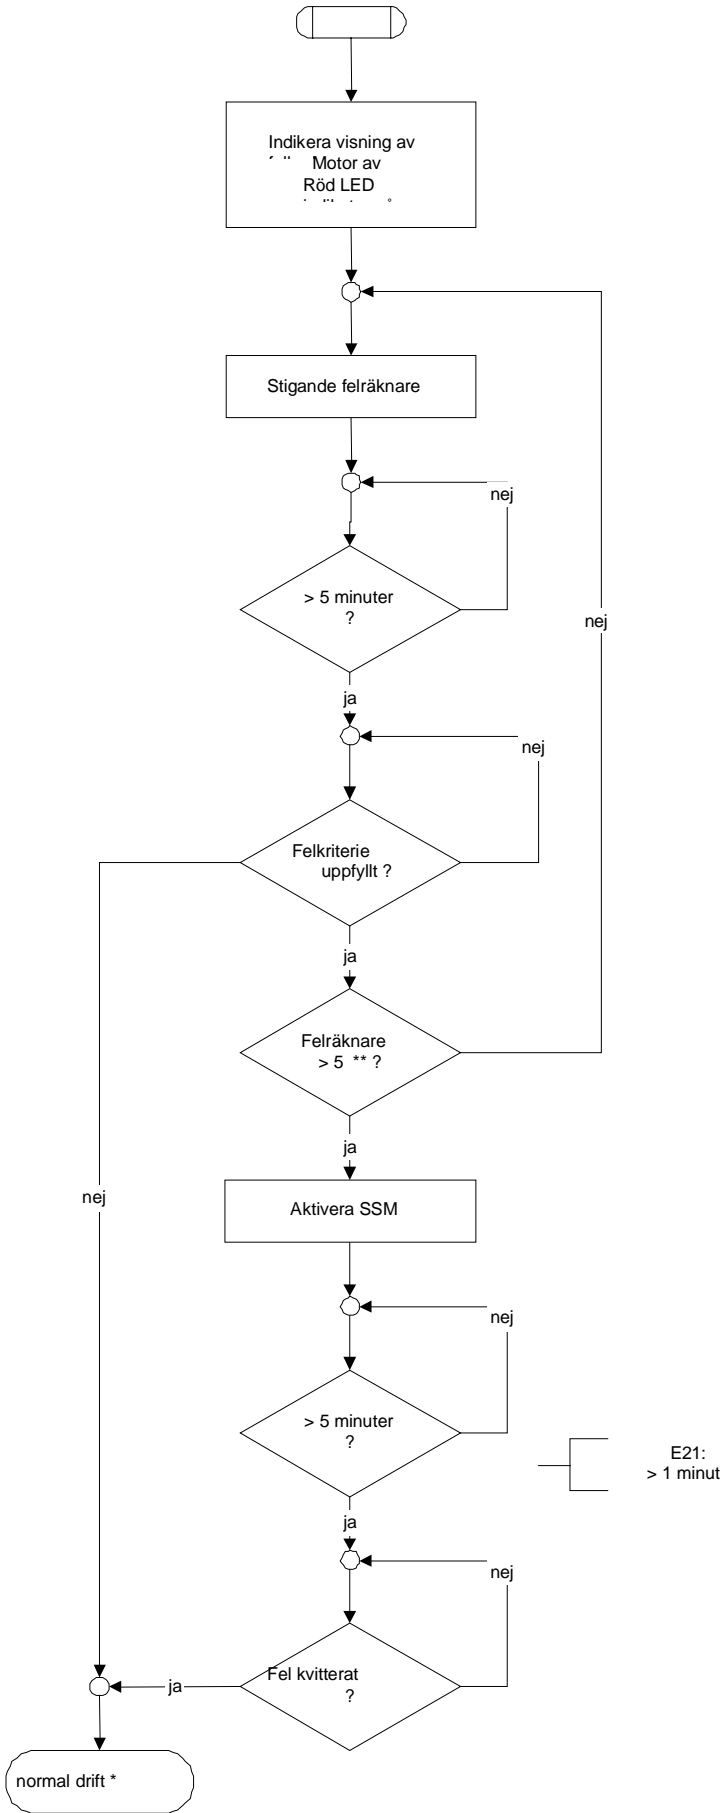 Indikera visning av
Motor av
Röd LED
Stigande felräknare
nej
> 5 minuter
?
nej
ja
nej
Felkriterie
uppfyllt ?
ja
Felräknare
> 5 ** ?
ja
nej
Aktivera SSM
nej
> 5 minuter
?
E21:
> 1 minut
ja
nej
Fel kvitterat
?
ja
normal drift *